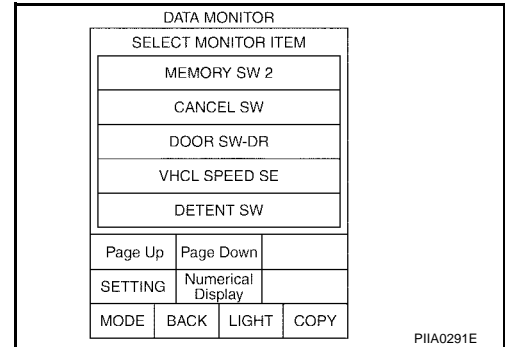 DATA MONITOR
SELECT MONITOR ITEM
MEMORY SW 2
CANCEL SW
DOOR SW-DR
VHCL SPEED SE
DETENT SW
Page Up Page Down
SETTING Numerical
Display
MODE BACK LIGHT COPY
PIIA0291E